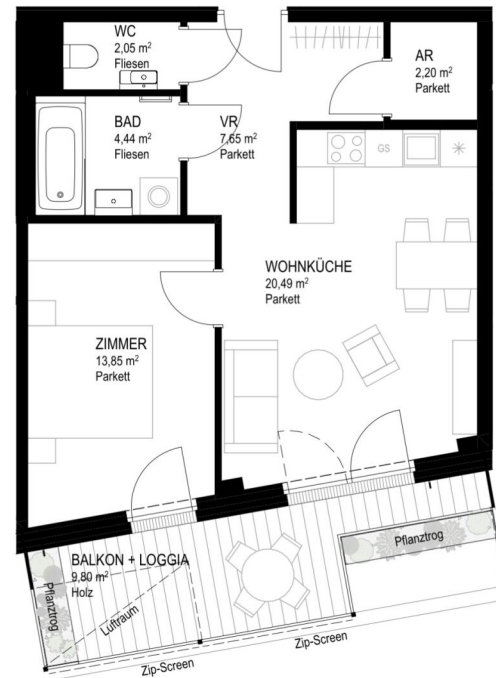 WC
2,05 m²
Fliesen
AR
2,20 m²
Parkett
BAD
4,44 m²
Fliesen
VR
7,65 m²
Parkett
GS
WOHNKÜCHE
20,49 m²
Parkett
ZIMMER
13,85 m²
Parkett
Pflanztrog
BALKON + LOGGIA
9,80 m²
Holz
Pflanztrog
Luftraum
Zip-Screen
Zip-Screen